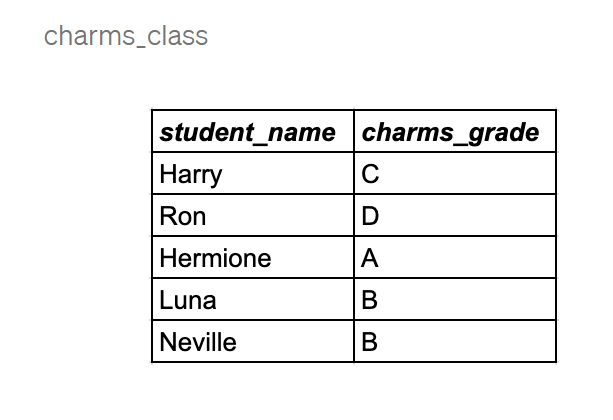 charms_class
student_name charms_grade
Harry C
Ron D
Hermione A
Luna B
Neville B